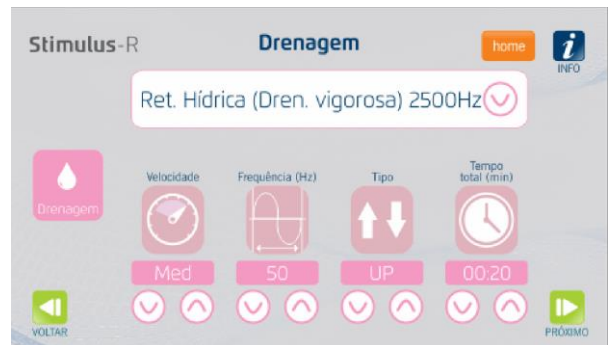 Stimulus-R
Drenagem
home
i
INFO
Ret. Hídrica (Dren. vigorosa) 2500Hz
Drenagem
Velocidade
Frequência (Hz)
Tipo
Tempo
total (min)
Med
50
UP
00:20
VOLTAR
PRÓXIMO